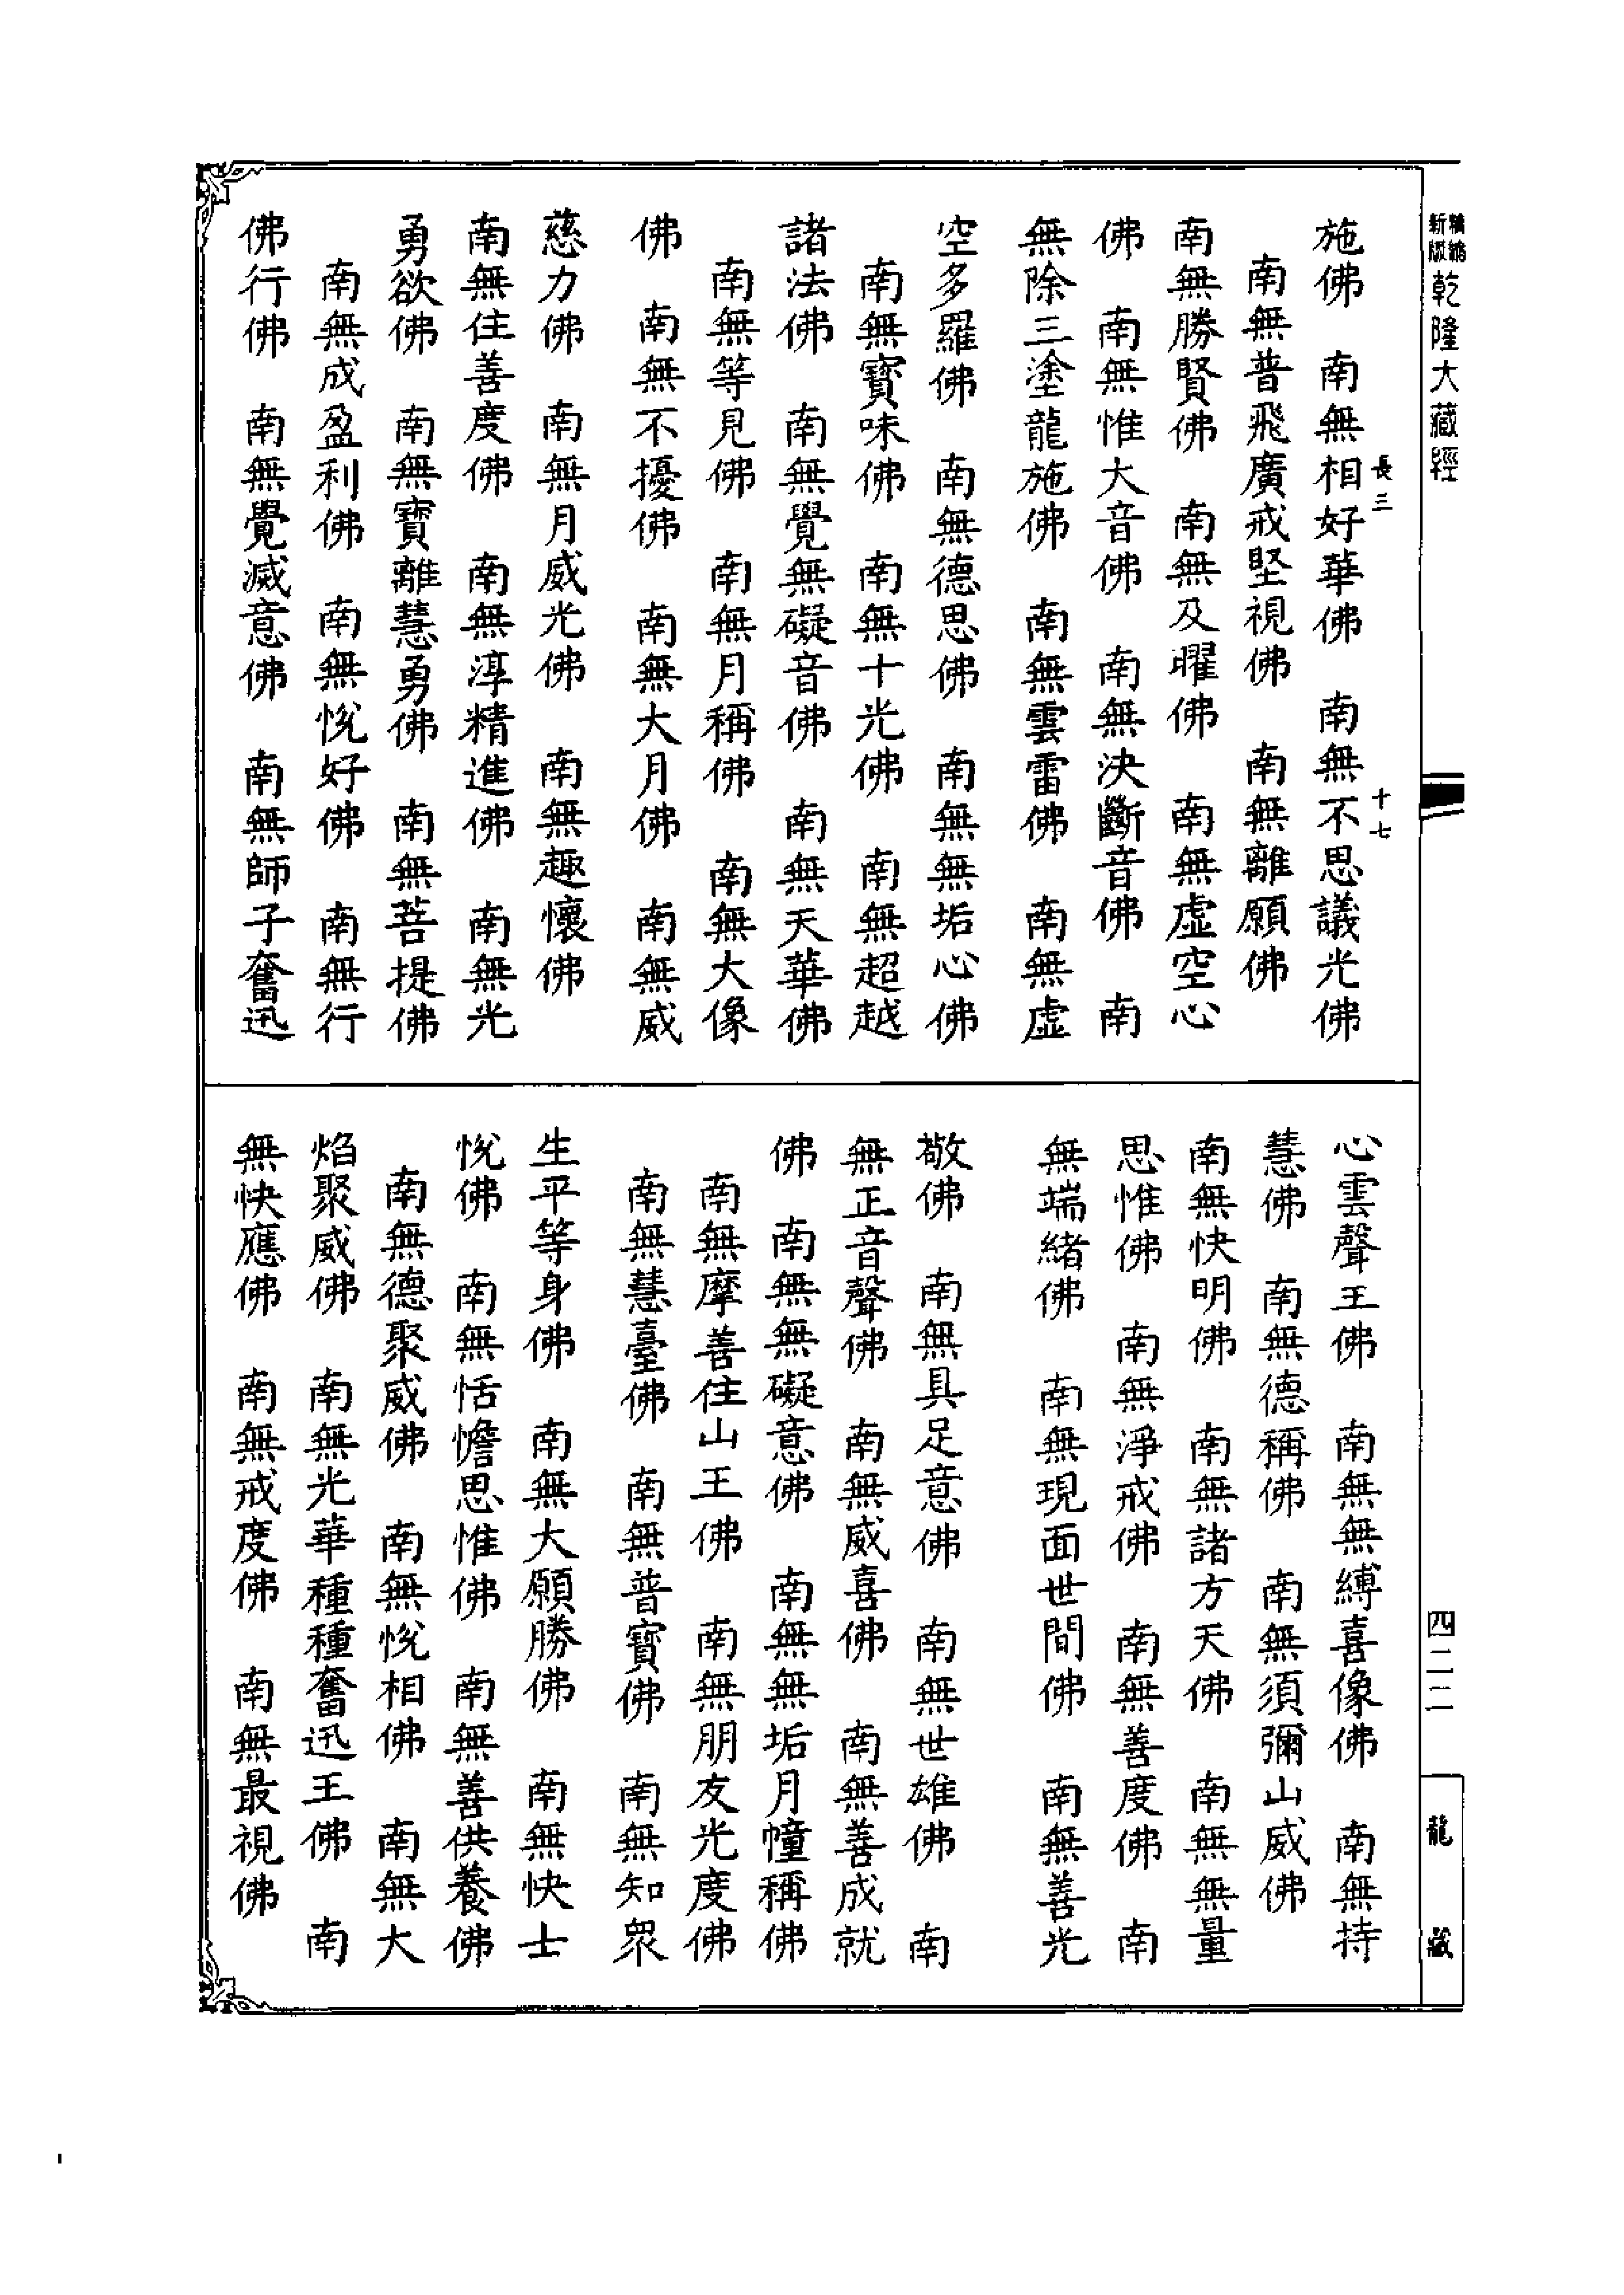 精編
新版
乾隆大藏經
四二二
龍藏
長三
十七
施佛　南無相好華佛　南無不思議光佛
南無普飛廣戒堅視佛　南無離願佛
南無勝賢佛　南無及曜佛　南無虛空心
佛　南無惟大音佛　南無決斷音佛　南
無除三塗龍施佛　南無雲雷佛　南無虛
空多羅佛　南無德思佛　南無無垢心佛
南無寶味佛　南無十光佛　南無超越
諸法佛　南無覺無礙音佛　南無天華佛
南無等見佛　南無月稱佛　南無大像
佛　南無不擾佛　南無大月佛　南無威
慈力佛　南無月威光佛　南無趣懷佛
南無住善度佛　南無淳精進佛　南無光
勇欲佛　南無寶離慧勇佛　南無菩提佛
南無成盈利佛　南無悅好佛　南無行
佛行佛　南無覺滅意佛　南無師子奮迅
心雲聲王佛　南無無縛喜像佛　南無持
慧佛　南無德稱佛　南無須彌山威佛
南無快明佛　南無諸方天佛　南無無量
思惟佛　南無淨戒佛　南無善度佛　南
無端緒佛　南無現面世間佛　南無善光
敬佛　南無具足意佛　南無世雄佛　南
無正音聲佛　南無威喜佛　南無善成就
佛　南無無礙意佛　南無無垢月幢稱佛
南無摩善住山王佛　南無朋友光度佛
南無慧臺佛　南無普寶佛　南無知眾
生平等身佛　南無大願勝佛　南無快士
悅佛　南無恬憺思惟佛　南無善供養佛
南無德聚威佛　南無悅相佛　南無大
焰聚威佛　南無光華種種奮迅王佛　南
無快應佛　南無戒度佛　南無最視佛